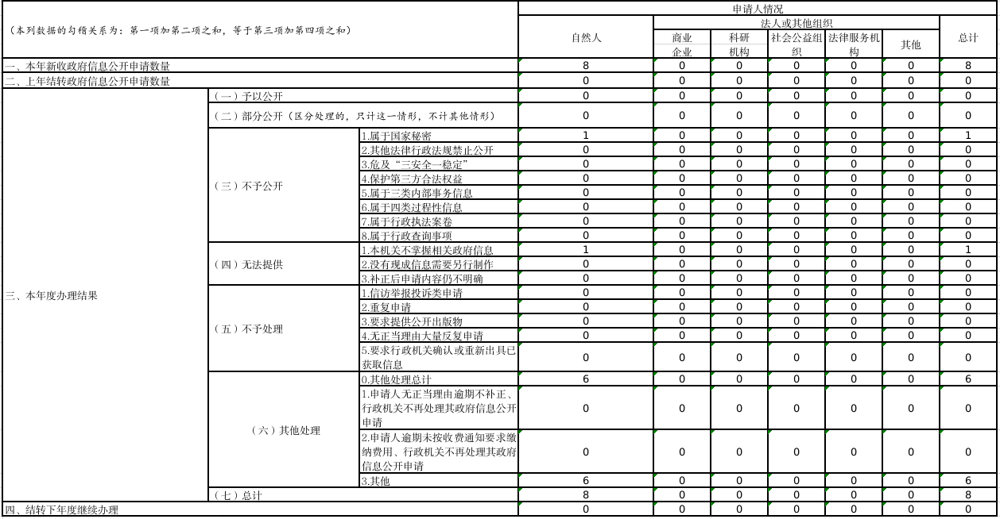 申请人情况
（本列数据的勾稽关系为：第一项加第二项之和，等于第三项加第四项之和）
自然人
法人或其他组织
总计
商业
企业
科研
机构
社会公益组
织
法律服务机
构
其他
一、本年新收政府信息公开申请数量 8 0 0 0 0 0 8
二、上年结转政府信息公开申请数量 0 0 0 0 0 0 0
三、本年度办理结果
（一）予以公开 0 0 0 0 0 0 0
（二）部分公开（区分处理的，只计这一情形，不计其他情形） 0 0 0 0 0 0 0
（三）不予公开
1.属于国家秘密 1 0 0 0 0 0 1
2.其他法律行政法规禁止公开 0 0 0 0 0 0 0
3.危及“三安全一稳定” 0 0 0 0 0 0 0
4.保护第三方合法权益 0 0 0 0 0 0 0
5.属于三类内部事务信息 0 0 0 0 0 0 0
6.属于四类过程性信息 0 0 0 0 0 0 0
7.属于行政执法案卷 0 0 0 0 0 0 0
8.属于行政查询事项 0 0 0 0 0 0 0
（四）无法提供
1.本机关不掌握相关政府信息 1 0 0 0 0 0 1
2.没有现成信息需要另行制作 0 0 0 0 0 0 0
3.补正后申请内容仍不明确 0 0 0 0 0 0 0
（五）不予处理
1.信访举报投诉类申请 0 0 0 0 0 0 0
2.重复申请 0 0 0 0 0 0 0
3.要求提供公开出版物 0 0 0 0 0 0 0
4.无正当理由大量反复申请 0 0 0 0 0 0 0
5.要求行政机关确认或重新出具已
获取信息 0 0 0 0 0 0 0
（六）其他处理
0.其他处理总计 6 0 0 0 0 0 6
1.申请人无正当理由逾期不补正、
行政机关不再处理其政府信息公开
申请 0 0 0 0 0 0 0
2.申请人逾期未按收费通知要求缴
纳费用、行政机关不再处理其政府
信息公开申请 0 0 0 0 0 0 0
3.其他 6 0 0 0 0 0 6
（七）总计 8 0 0 0 0 0 8
四、结转下年度继续办理 0 0 0 0 0 0 0